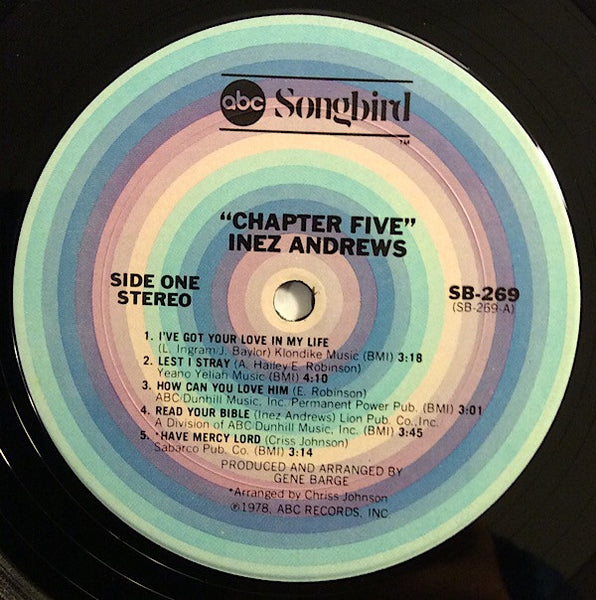 abc Songbird
TM
"CHAPTER FIVE"
INEZ ANDREWS
SIDE ONE
STEREO
SB-269
(SB-269-A)
1. I'VE GOT YOUR LOVE IN MY LIFE
(L. Ingram/J. Baylor) Klondike Music (BMI) 3:18
2. LEST I STRAY (A. Hailey/E. Robinson)
Yeano Yeliah Music (BMI) 4:10
3. HOW CAN YOU LOVE HIM (E. Robinson)
ABC/Dunhill Music, Inc. Permanent Power Pub. (BMI) 3:01
4. READ YOUR BIBLE (Inez Andrews) Lion Pub. Co., Inc.
A Division of ABC/Dunhill Music, Inc. (BMI) 3:45
5. *HAVE MERCY LORD (Criss Johnson)
Sabarco Pub. Co. (BMI) 3:14
PRODUCED AND ARRANGED BY
GENE BARGE
*Arranged by Chriss Johnson
℗1978, ABC RECORDS, INC.